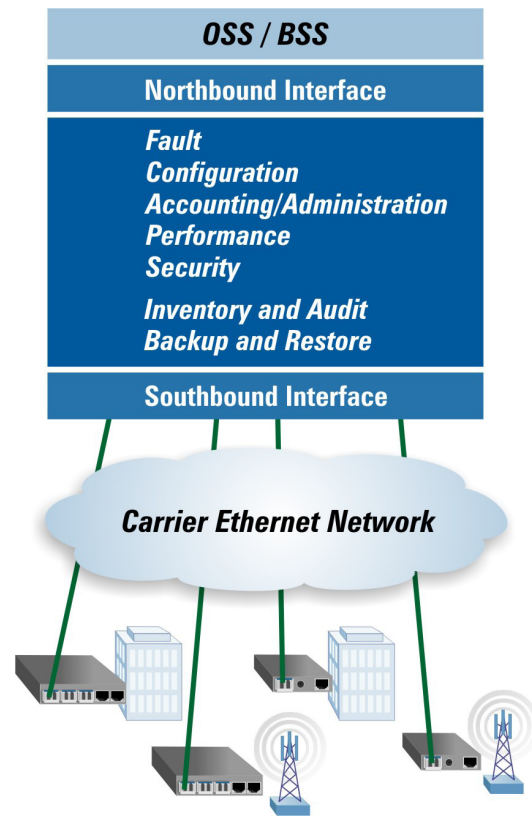 OSS / BSS
Northbound Interface
Fault
Configuration
Accounting/Administration
Performance
Security
Inventory and Audit
Backup and Restore
Southbound Interface
Carrier Ethernet Network